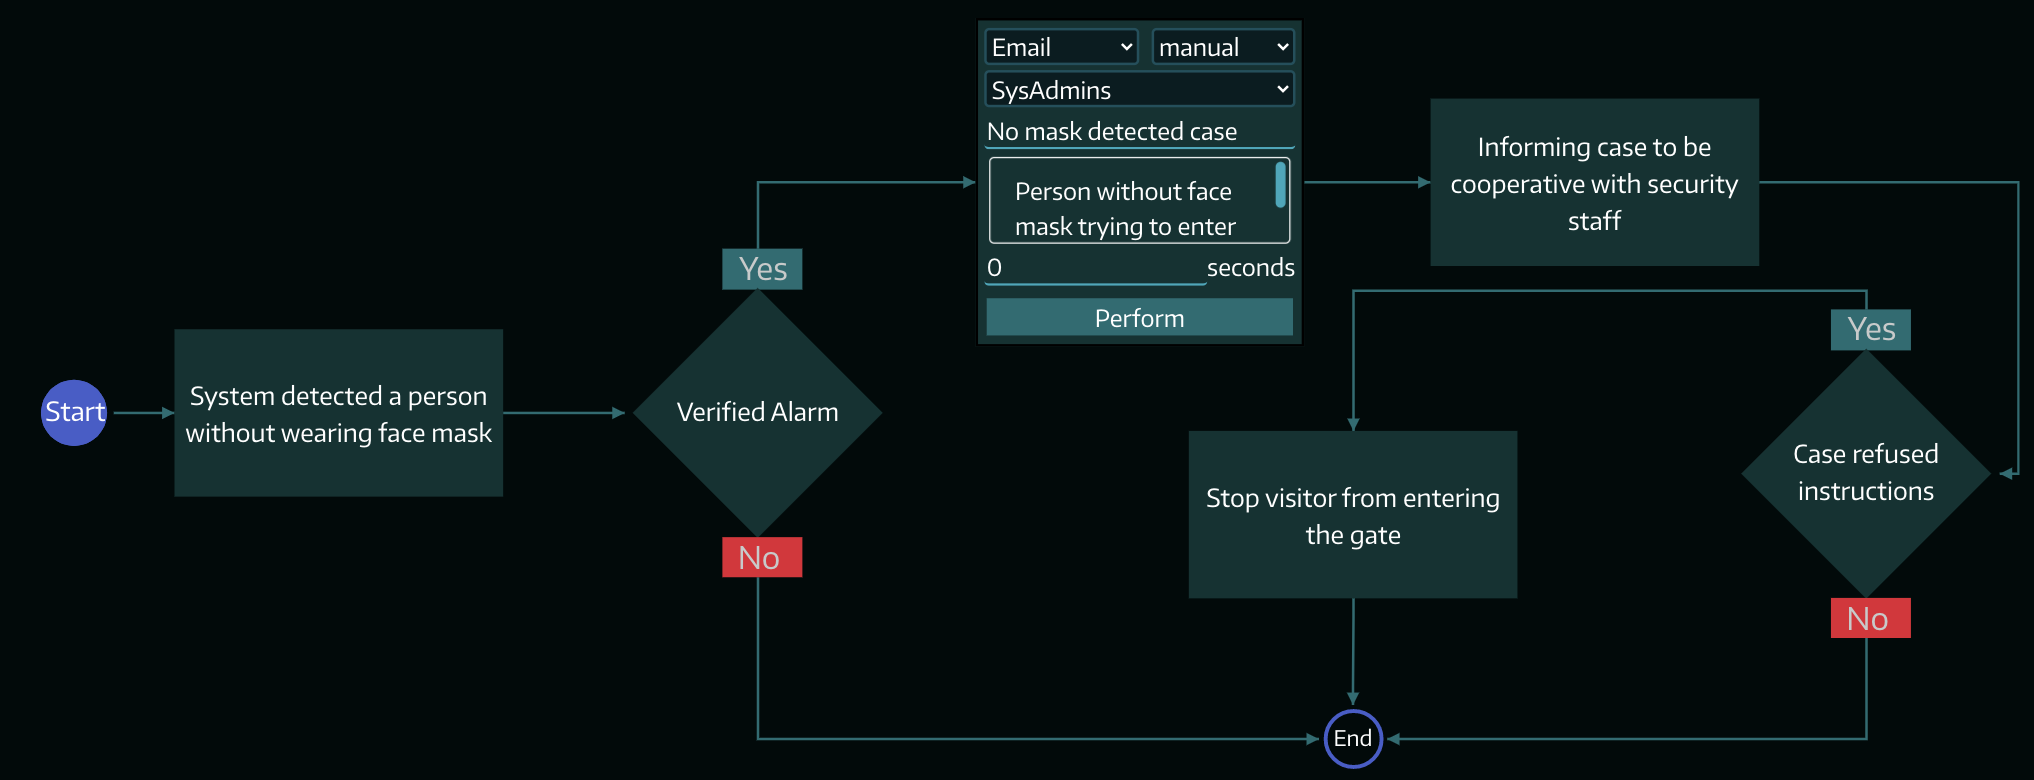 Start
System detected a person
without wearing face mask
Verified Alarm
Yes
No
Email
manual
SysAdmins
No mask detected case
Person without face
mask trying to enter
0
seconds
Perform
Informing case to be
cooperative with security
staff
Yes
Case refused
instructions
No
Stop visitor from entering
the gate
End